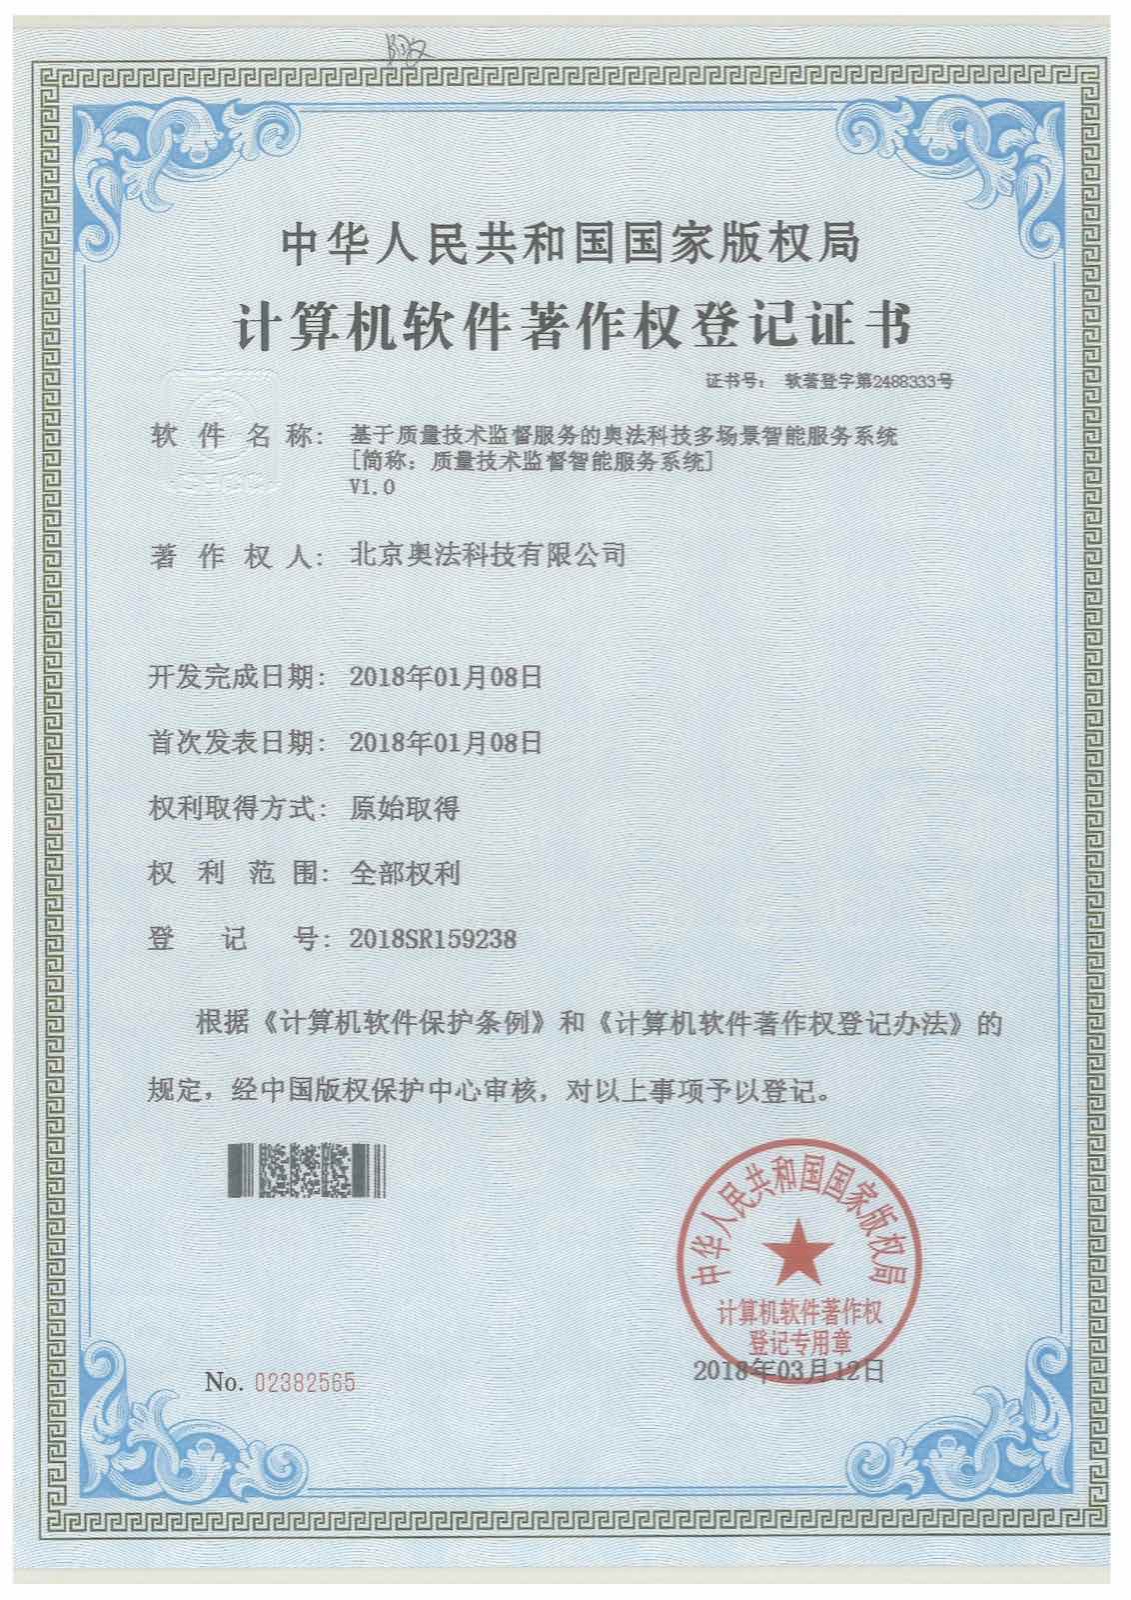 中华人民共和国国家版权局
计算机软件著作权登记证书
证书号： 软著登字第2488333号
软件名称： 基于质量技术监督服务的奥法科技多场景智能服务系统
[简称：质量技术监督智能服务系统]
V1.0
著作权人： 北京奥法科技有限公司
开发完成日期： 2018年01月08日
首次发表日期： 2018年01月08日
权利取得方式： 原始取得
权利范围： 全部权利
登记号： 2018SR159238
根据《计算机软件保护条例》和《计算机软件著作权登记办法》的
规定，经中国版权保护中心审核，对以上事项予以登记。
中华人民共和国国家版权局
计算机软件著作权
登记专用章
No. 02382565
2018年03月12日